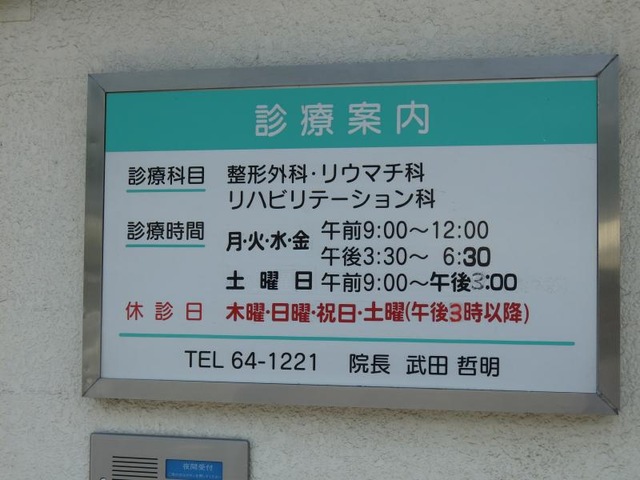 診療案内
診療科目 整形外科・リウマチ科
リハビリテーション科
診療時間 月・火・水・金 午前9:00〜12:00
午後3:30〜 6:30
土曜日 午前9:00〜午後3:00
休診日 木曜・日曜・祝日・土曜(午後3時以降)
TEL 64-1221 院長 武田 哲明
夜間受付